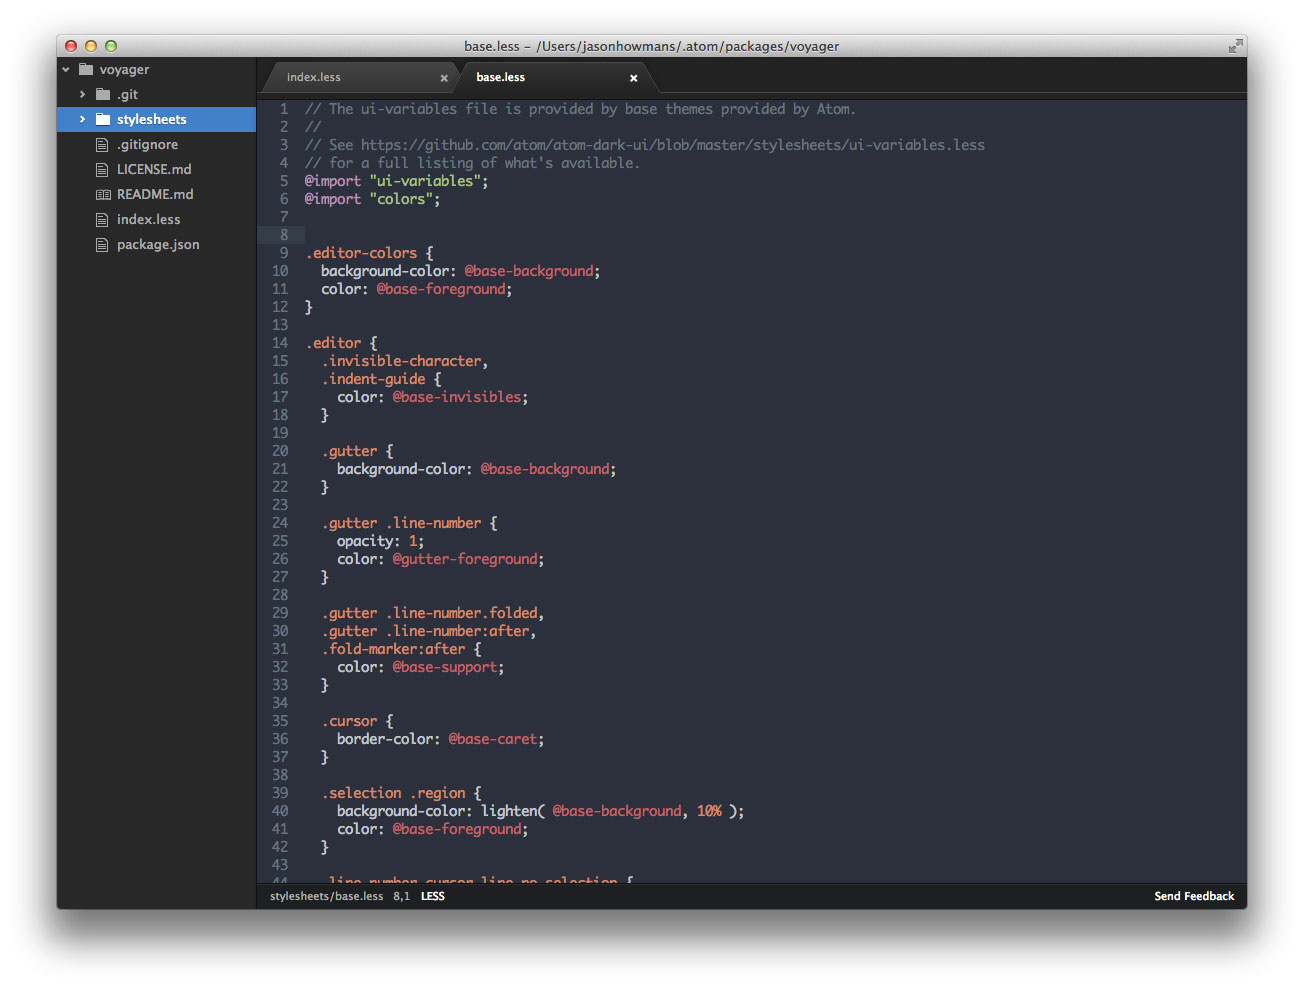 base.less - /Users/jasonhowmans/.atom/packages/voyager
voyager
.git
stylesheets
.gitignore
LICENSE.md
README.md
index.less
package.json
index.less
base.less
1 // The ui-variables file is provided by base themes provided by Atom.
2 //
3 // See https://github.com/atom/atom-dark-ui/blob/master/stylesheets/ui-variables.less
4 // for a full listing of what's available.
5 @import "ui-variables";
6 @import "colors";
7
8
9 .editor-colors {
10 background-color: @base-background;
11 color: @base-foreground;
12 }
13
14 .editor {
15 .invisible-character,
16 .indent-guide {
17 color: @base-invisibles;
18 }
19
20 .gutter {
21 background-color: @base-background;
22 }
23
24 .gutter .line-number {
25 opacity: 1;
26 color: @gutter-foreground;
27 }
28
29 .gutter .line-number.folded,
30 .gutter .line-number:after,
31 .fold-marker:after {
32 color: @base-support;
33 }
34
35 .cursor {
36 border-color: @base-caret;
37 }
38
39 .selection .region {
40 background-color: lighten( @base-background, 10% );
41 color: @base-foreground;
42 }
43
44 .line-number.cursor-line-no-selection {
stylesheets/base.less 8,1 LESS
Send Feedback